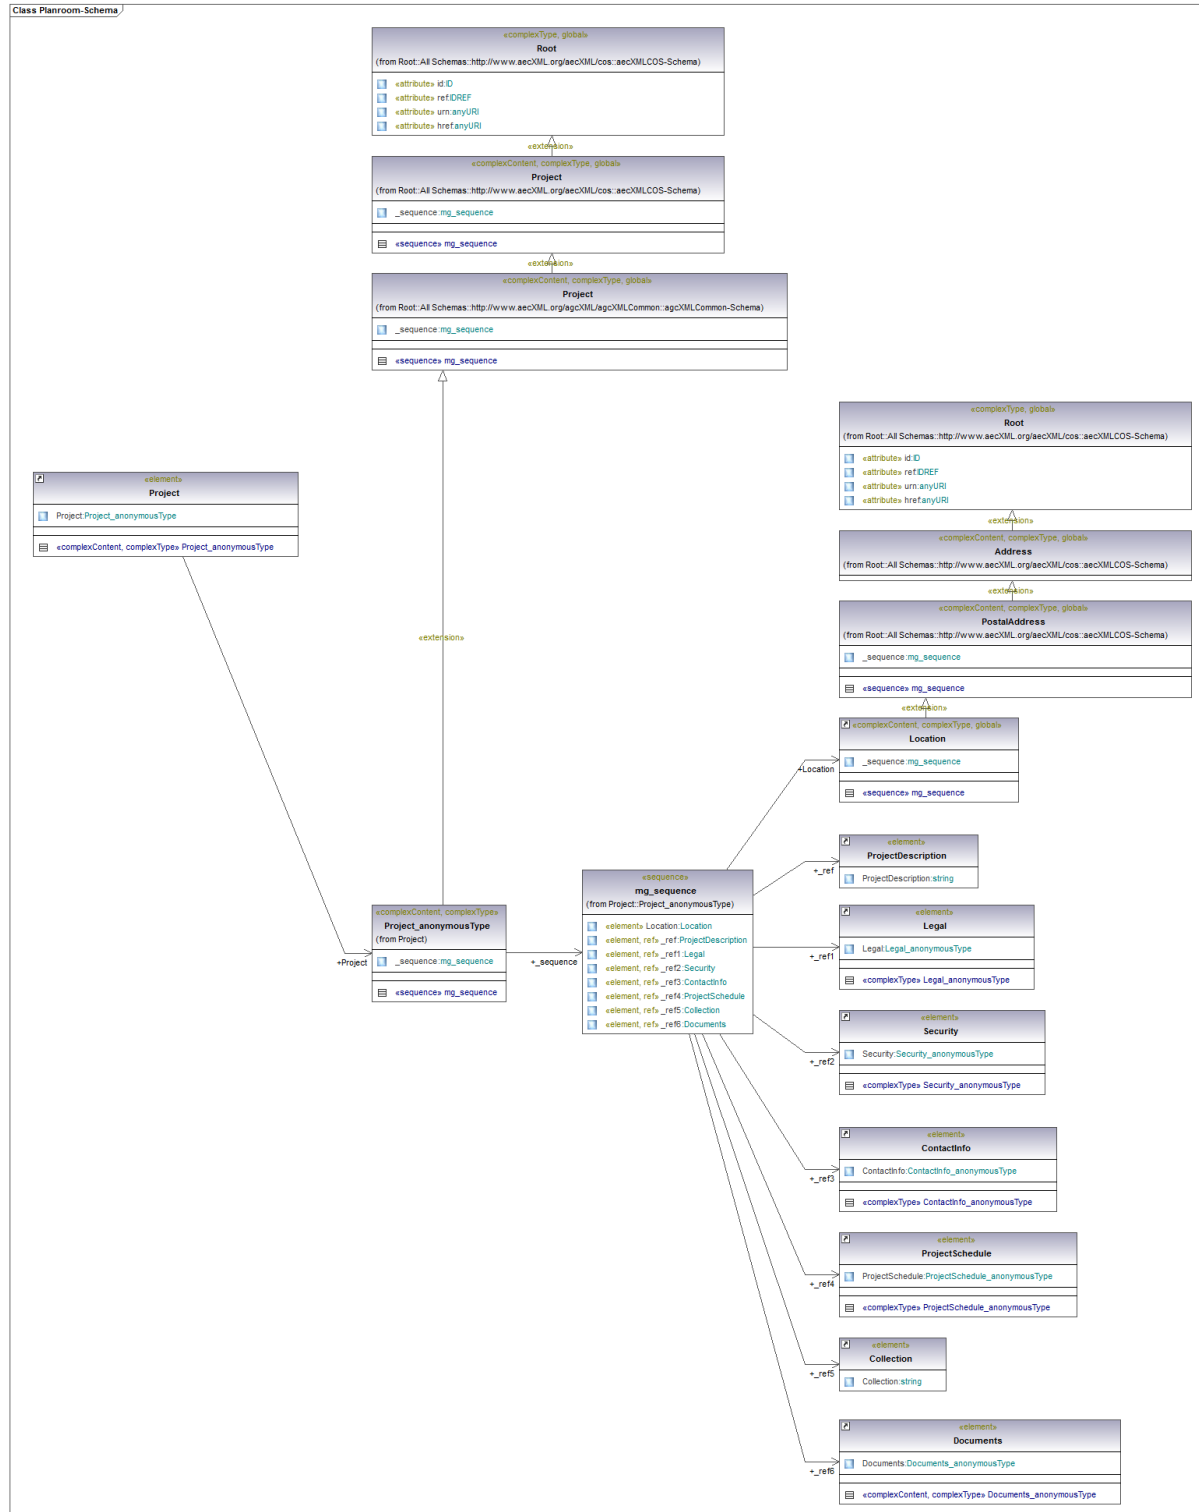 Class Planroom-Schema
«complexType, global»
Root
(from Root::All Schemas::http://www.aecXML.org/aecXML/cos::aecXMLCOS-Schema)
«attribute» id:ID
«attribute» ref:IDREF
«attribute» urn:anyURI
«attribute» href:anyURI
«extension»
«complexContent, complexType, global»
Project
(from Root::All Schemas::http://www.aecXML.org/aecXML/cos::aecXMLCOS-Schema)
_sequence:mg_sequence
«sequence» mg_sequence
«extension»
«complexContent, complexType, global»
Project
(from Root::All Schemas::http://www.aecXML.org/agcXML/agcXMLCommon::agcXMLCommon-Schema)
_sequence:mg_sequence
«sequence» mg_sequence
«extension»
«element»
Project
Project:Project_anonymousType
«complexContent, complexType» Project_anonymousType
+Project
«complexContent, complexType»
Project_anonymousType
(from Project)
_sequence:mg_sequence
«sequence» mg_sequence
+_sequence
«sequence»
mg_sequence
(from Project::Project_anonymousType)
«element» Location:Location
«element, ref» _ref:ProjectDescription
«element, ref» _ref1:Legal
«element, ref» _ref2:Security
«element, ref» _ref3:ContactInfo
«element, ref» _ref4:ProjectSchedule
«element, ref» _ref5:Collection
«element, ref» _ref6:Documents
«complexType, global»
Root
(from Root::All Schemas::http://www.aecXML.org/aecXML/cos::aecXMLCOS-Schema)
«attribute» id:ID
«attribute» ref:IDREF
«attribute» urn:anyURI
«attribute» href:anyURI
«extension»
«complexContent, complexType, global»
Address
(from Root::All Schemas::http://www.aecXML.org/aecXML/cos::aecXMLCOS-Schema)
«extension»
«complexContent, complexType, global»
PostalAddress
(from Root::All Schemas::http://www.aecXML.org/aecXML/cos::aecXMLCOS-Schema)
_sequence:mg_sequence
«sequence» mg_sequence
«extension»
«complexContent, complexType, global»
Location
_sequence:mg_sequence
«sequence» mg_sequence
+Location
«element»
ProjectDescription
ProjectDescription:string
+_ref
«element»
Legal
Legal:Legal_anonymousType
«complexType» Legal_anonymousType
+_ref1
«element»
Security
Security:Security_anonymousType
«complexType» Security_anonymousType
+_ref2
«element»
ContactInfo
ContactInfo:ContactInfo_anonymousType
«complexType» ContactInfo_anonymousType
+_ref3
«element»
ProjectSchedule
ProjectSchedule:ProjectSchedule_anonymousType
«complexType» ProjectSchedule_anonymousType
+_ref4
«element»
Collection
Collection:string
+_ref5
«element»
Documents
Documents:Documents_anonymousType
«complexContent, complexType» Documents_anonymousType
+_ref6